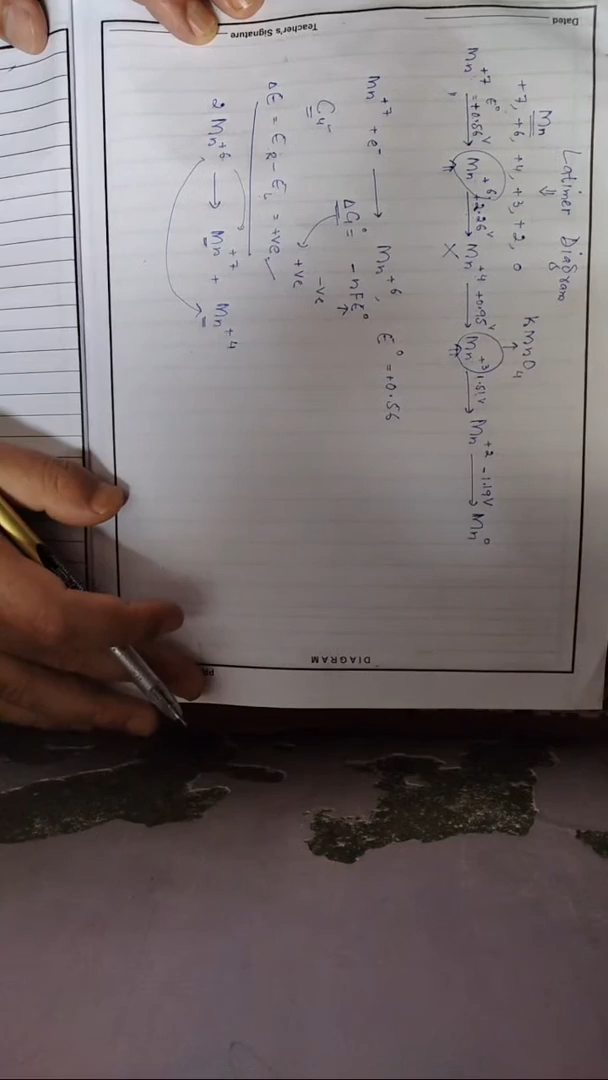 Dated
Teacher's Signature
Latimer Diagram
⇓
Mn
KMnO4
+7, +6, +4, +3, +2, 0
Mn+7 E°=+0.56V → Mn+6 +2.26V → Mn+4 +0.95V → Mn+3 1.51V → Mn+2 -1.19V → Mn0
X
Mn+7 + e- → Mn+6, E° = +0.56
ΔG° = -nFE°
-ve
+ve
ΔE = ER - EL = +ve
2 Mn+6 → Mn+7 + Mn+4
DIAGRAM